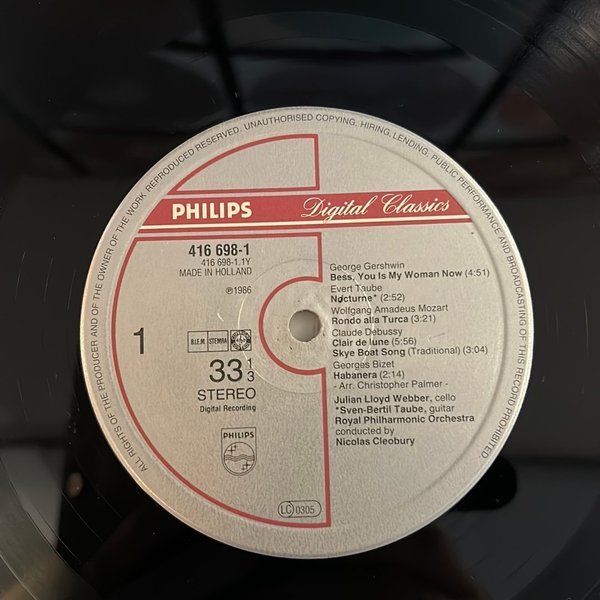 ALL RIGHTS OF THE PRODUCER AND OF THE OWNER OF THE WORK REPRODUCED RESERVED. UNAUTHORISED COPYING, HIRING, LENDING, PUBLIC PERFORMANCE AND BROADCASTING OF THIS RECORD PROHIBITED
PHILIPS
Digital Classics
416 698-1
416 698-1.1Y
MADE IN HOLLAND
℗1986
1
B.I.E.M.
STEMRA
33 1/3
STEREO
Digital Recording
PHILIPS
George Gershwin
Bess, You Is My Woman Now (4:51)
Evert Taube
Nocturne* (2:52)
Wolfgang Amadeus Mozart
Rondo alla Turca (3:21)
Claude Debussy
Clair de lune (5:56)
Skye Boat Song (Traditional) (3:04)
Georges Bizet
Habanera (2:14)
- Arr. Christopher Palmer -
Julian Lloyd Webber, cello
*Sven-Bertil Taube, guitar
Royal Philharmonic Orchestra
conducted by
Nicolas Cleobury
LC 0305